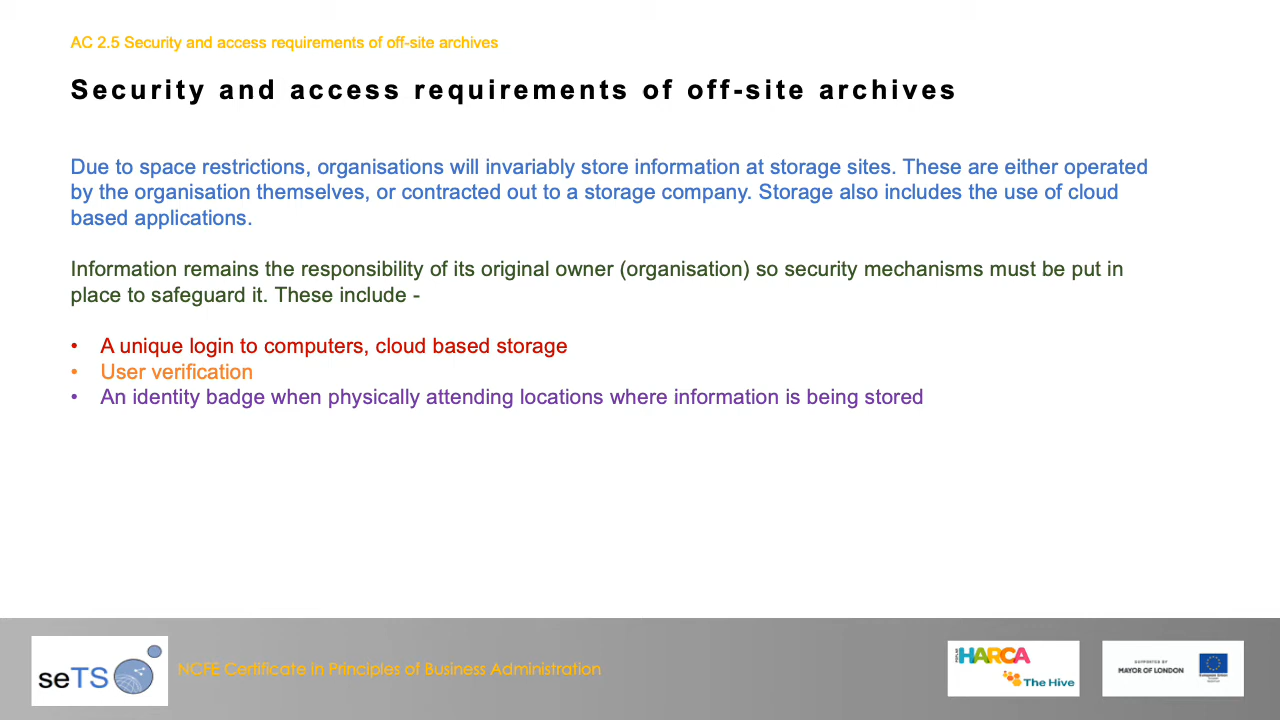 AC 2.5 Security and access requirements of off-site archives
Security and access requirements of off-site archives
Due to space restrictions, organisations will invariably store information at storage sites. These are either operated
by the organisation themselves, or contracted out to a storage company. Storage also includes the use of cloud
based applications.
Information remains the responsibility of its original owner (organisation) so security mechanisms must be put in
place to safeguard it. These include -
• A unique login to computers, cloud based storage
• User verification
• An identity badge when physically attending locations where information is being stored
seTS
NCFE Certificate in Principles of Business Administration
HARCA
The Hive
SUPPORTED BY
MAYOR OF LONDON
European Union